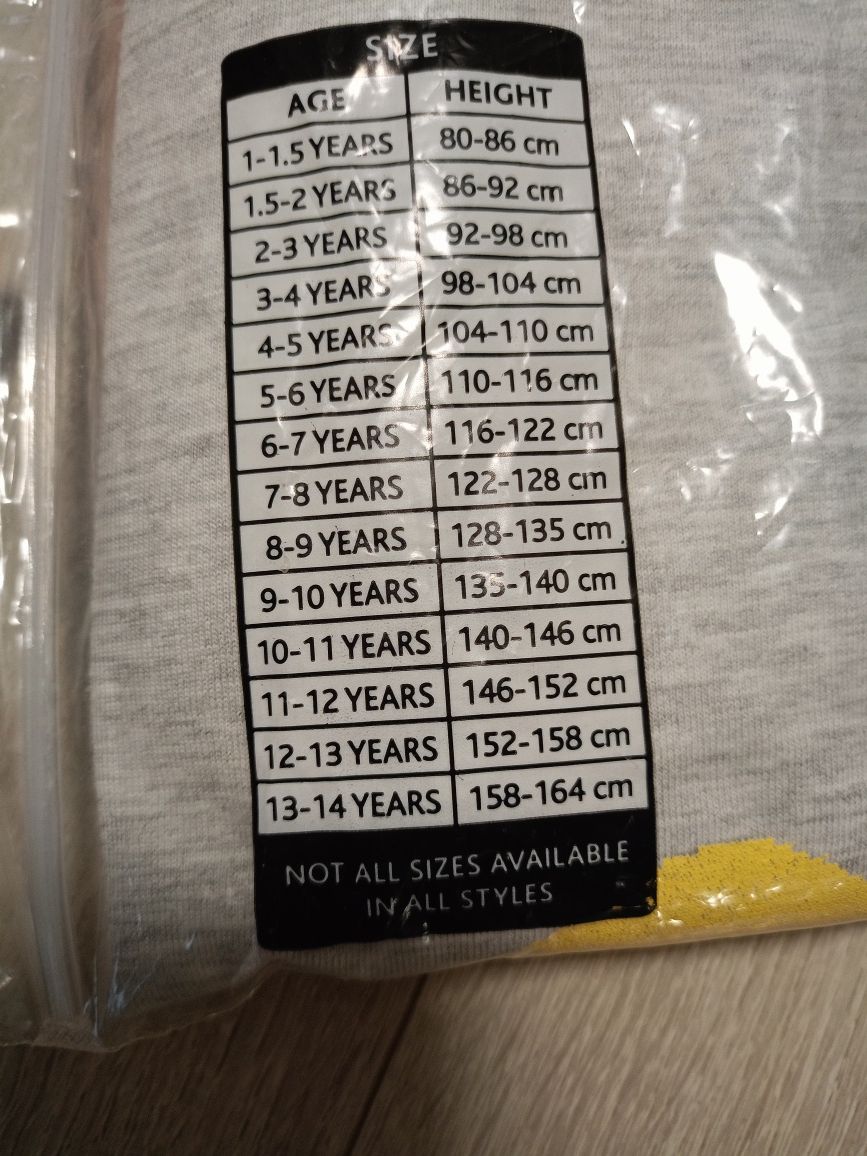 SIZE
AGE HEIGHT
1-1.5 YEARS 80-86 cm
1.5-2 YEARS 86-92 cm
2-3 YEARS 92-98 cm
3-4 YEARS 98-104 cm
4-5 YEARS 104-110 cm
5-6 YEARS 110-116 cm
6-7 YEARS 116-122 cm
7-8 YEARS 122-128 cm
8-9 YEARS 128-135 cm
9-10 YEARS 135-140 cm
10-11 YEARS 140-146 cm
11-12 YEARS 146-152 cm
12-13 YEARS 152-158 cm
13-14 YEARS 158-164 cm
NOT ALL SIZES AVAILABLE
IN ALL STYLES